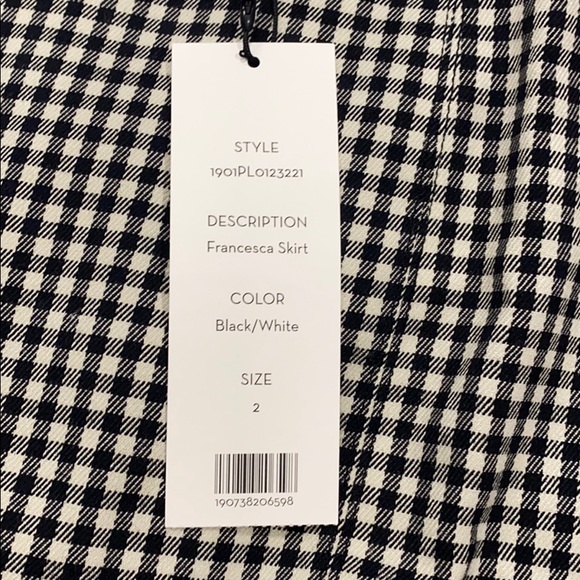 STYLE
1901PL0123221
DESCRIPTION
Francesca Skirt
COLOR
Black/White
SIZE
2
190738206598